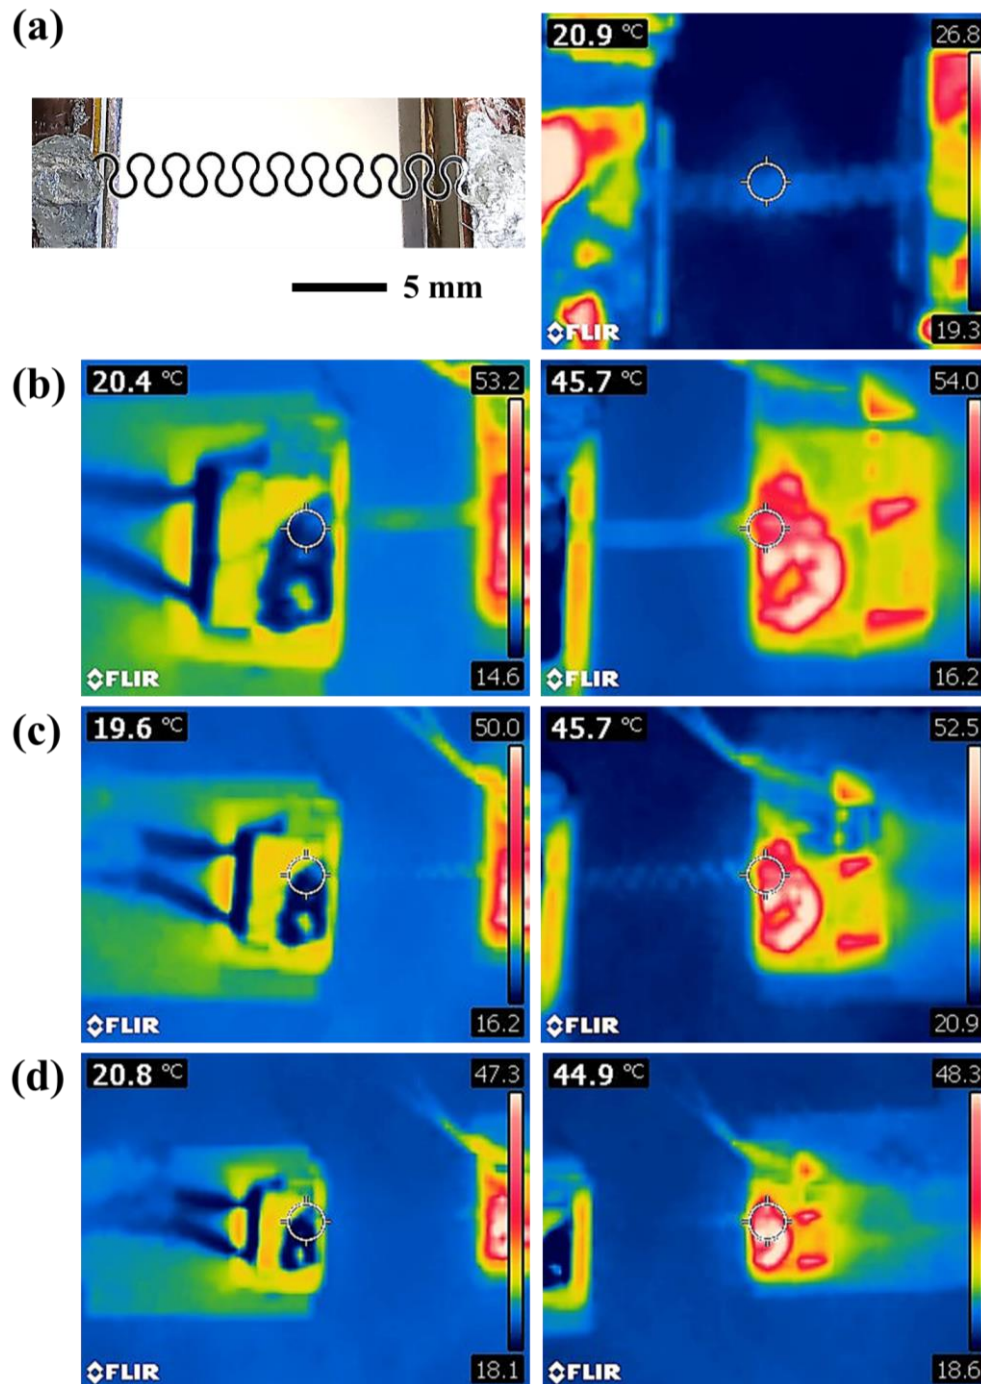 (a)
20.9 °C
26.8
5 mm
19.3
FLIR
(b)
20.4 °C
53.2
14.6
FLIR
45.7 °C
54.0
16.2
FLIR
(c)
19.6 °C
50.0
16.2
FLIR
45.7 °C
52.5
20.9
FLIR
(d)
20.8 °C
47.3
18.1
FLIR
44.9 °C
48.3
18.6
FLIR